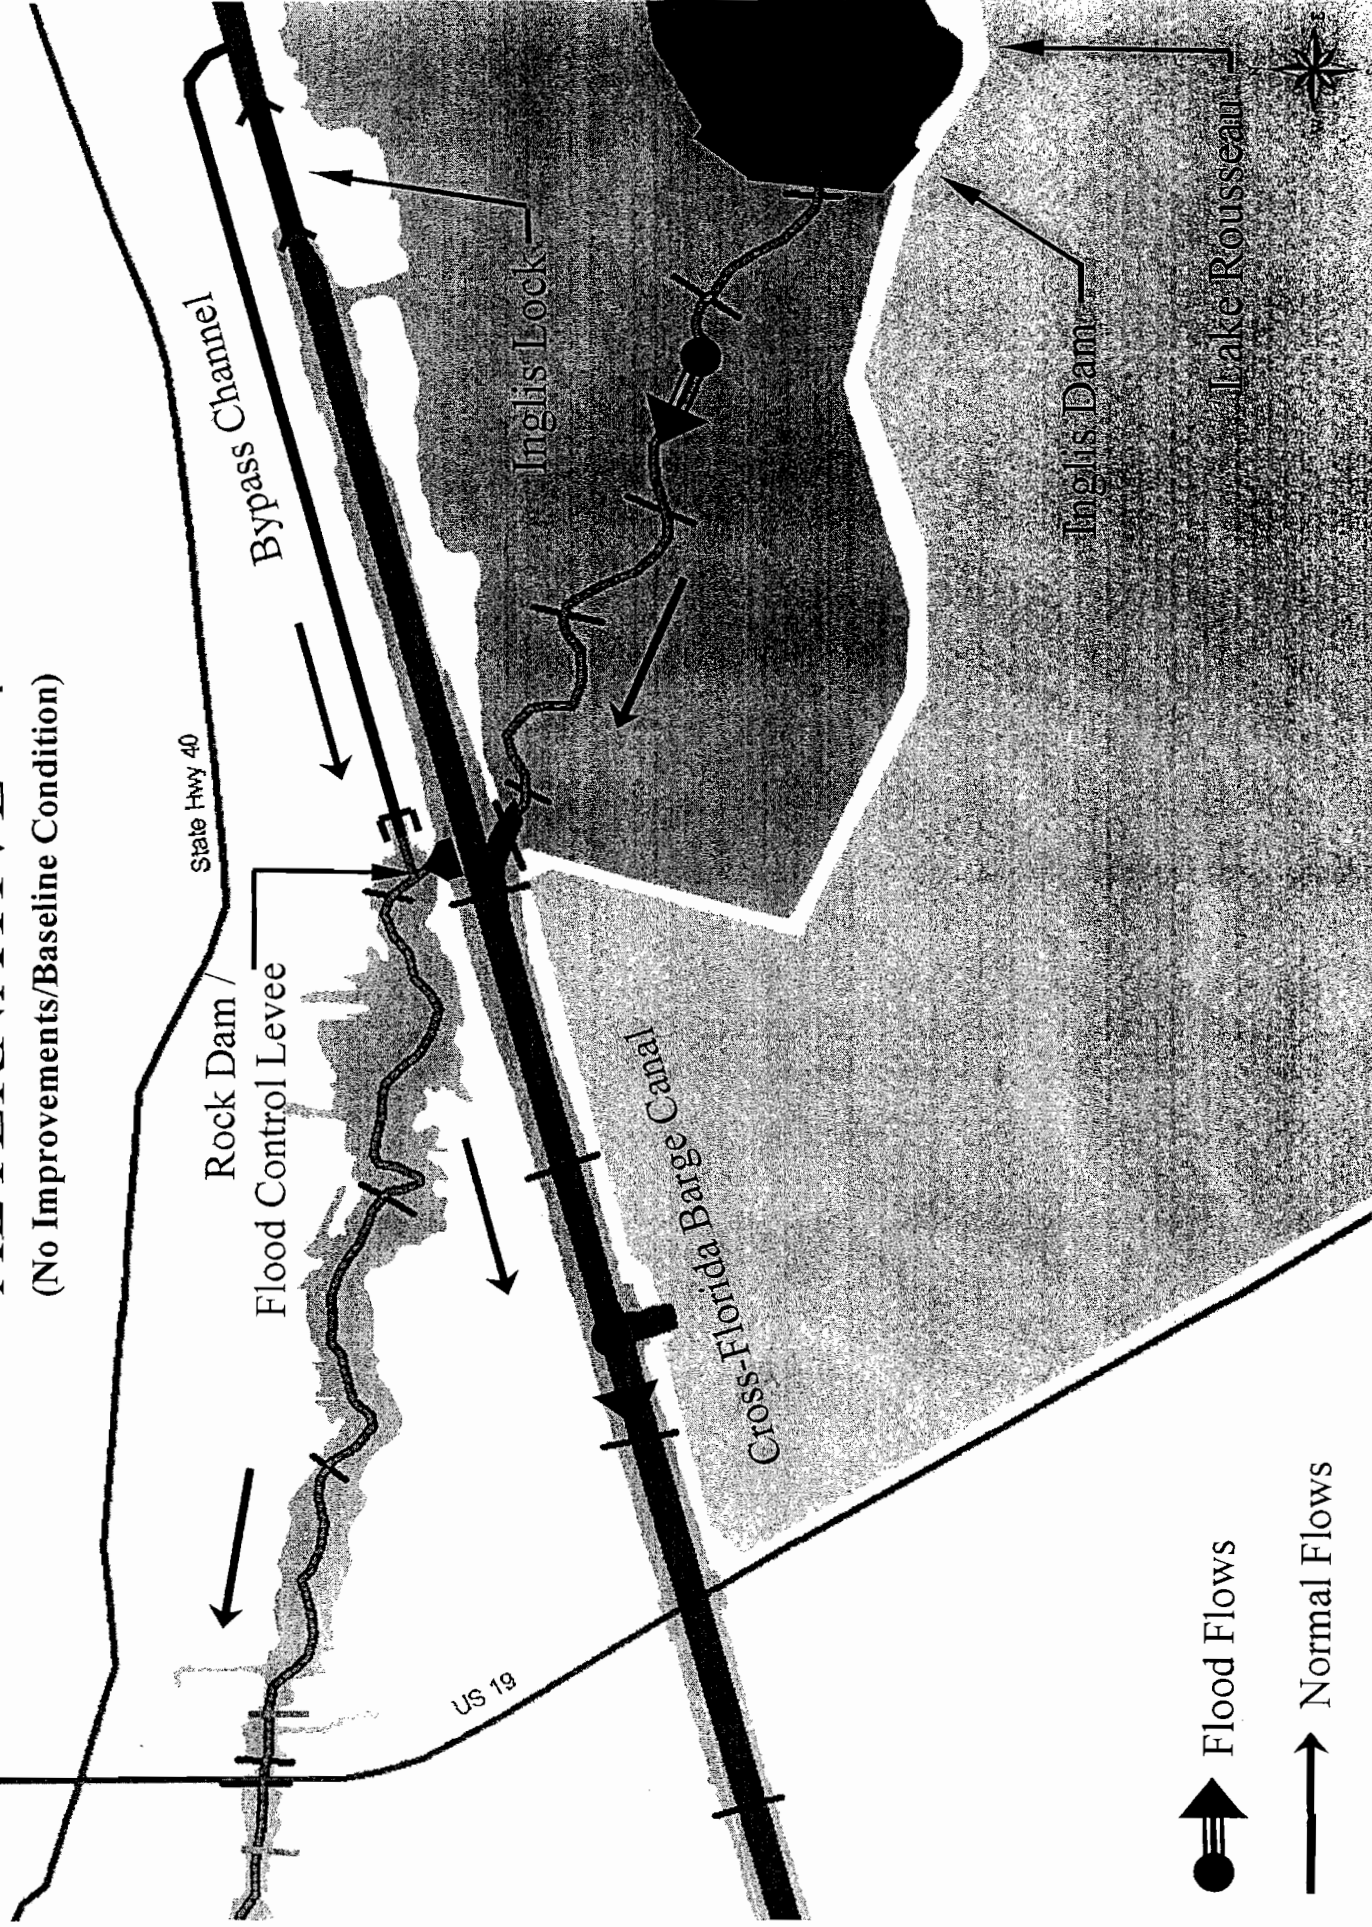 (No Improvements/Baseline Condition)
State Hwy 40
Bypass Channel
Rock Dam /
Flood Control Levee
Inglis Lock
Cross-Florida Barge Canal
US 19
Inglis Dam
Lake Rousseau
Flood Flows
Normal Flows